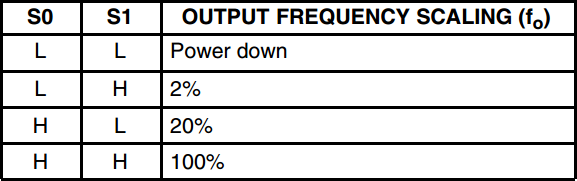 S0 S1 OUTPUT FREQUENCY SCALING (fo)
L L Power down
L H 2%
H L 20%
H H 100%